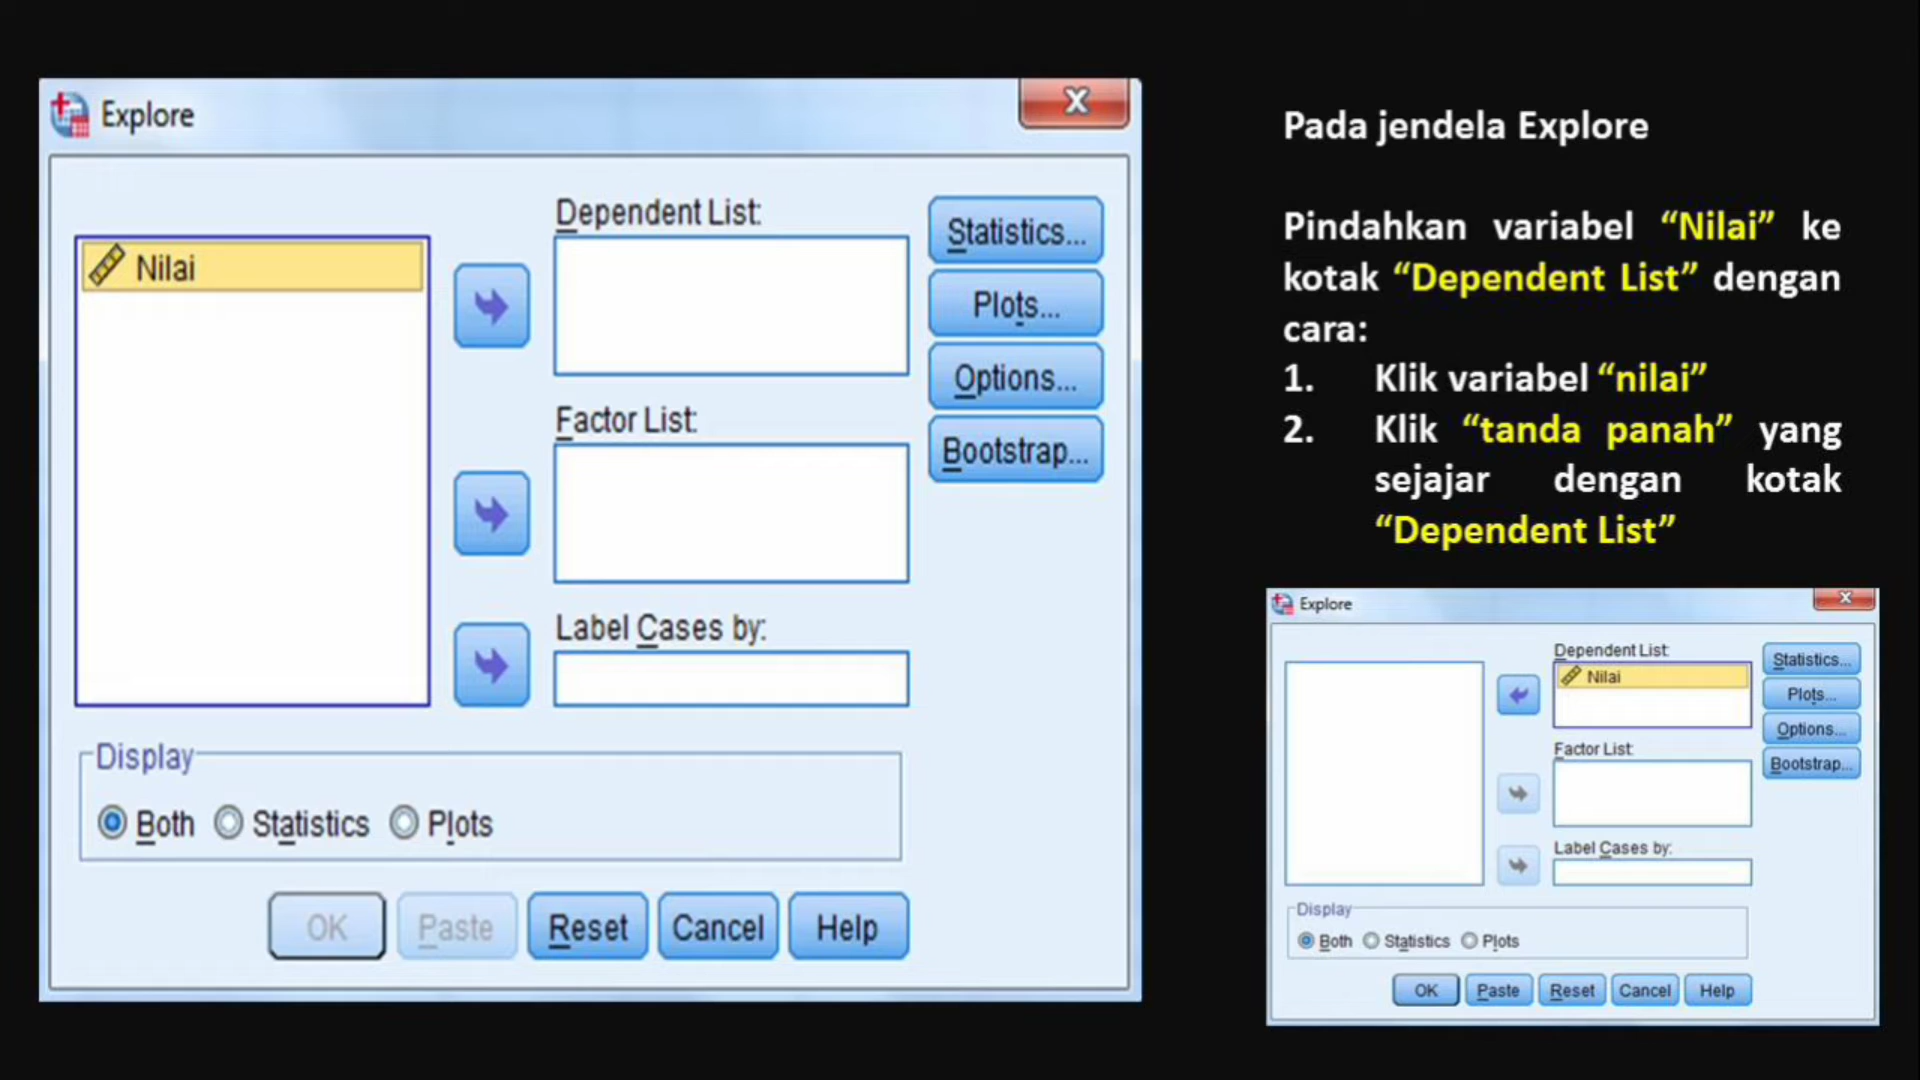 Explore
X
Nilai
Dependent List:
Factor List:
Label Cases by:
Statistics...
Plots...
Options...
Bootstrap...
Display
Both Statistics Plots
OK Paste Reset Cancel Help
Pada jendela Explore
Pindahkan variabel “Nilai” ke
kotak “Dependent List” dengan
cara:
1. Klik variabel “nilai”
2. Klik “tanda panah” yang
sejajar dengan kotak
“Dependent List”
Explore
X
Dependent List:
Nilai
Factor List:
Label Cases by:
Statistics...
Plots...
Options...
Bootstrap...
Display
Both Statistics Plots
OK Paste Reset Cancel Help